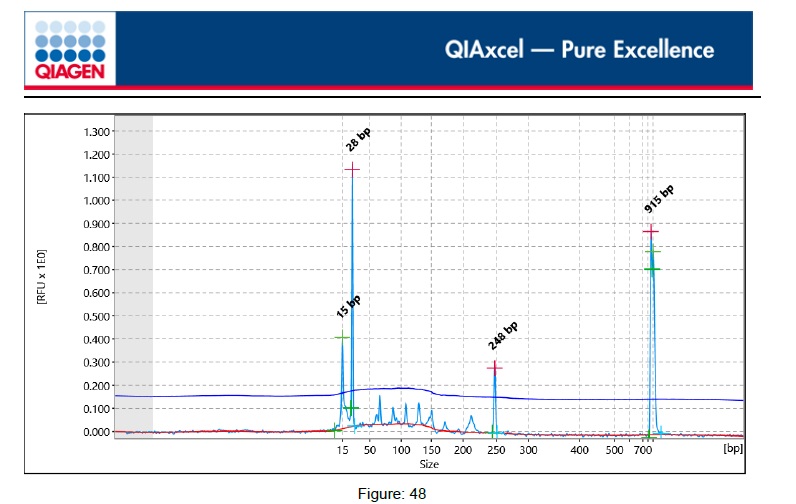 QIAGEN
QIAxcel — Pure Excellence
1.300
1.200
1.100
1.000
0.900
0.800
0.700
0.600
0.500
0.400
0.300
0.200
0.100
0.000
[RFU x 1E0]
15 bp
28 bp
248 bp
915 bp
15 50 100 150 200 250 300 400 500 700 [bp]
Size
Figure: 48